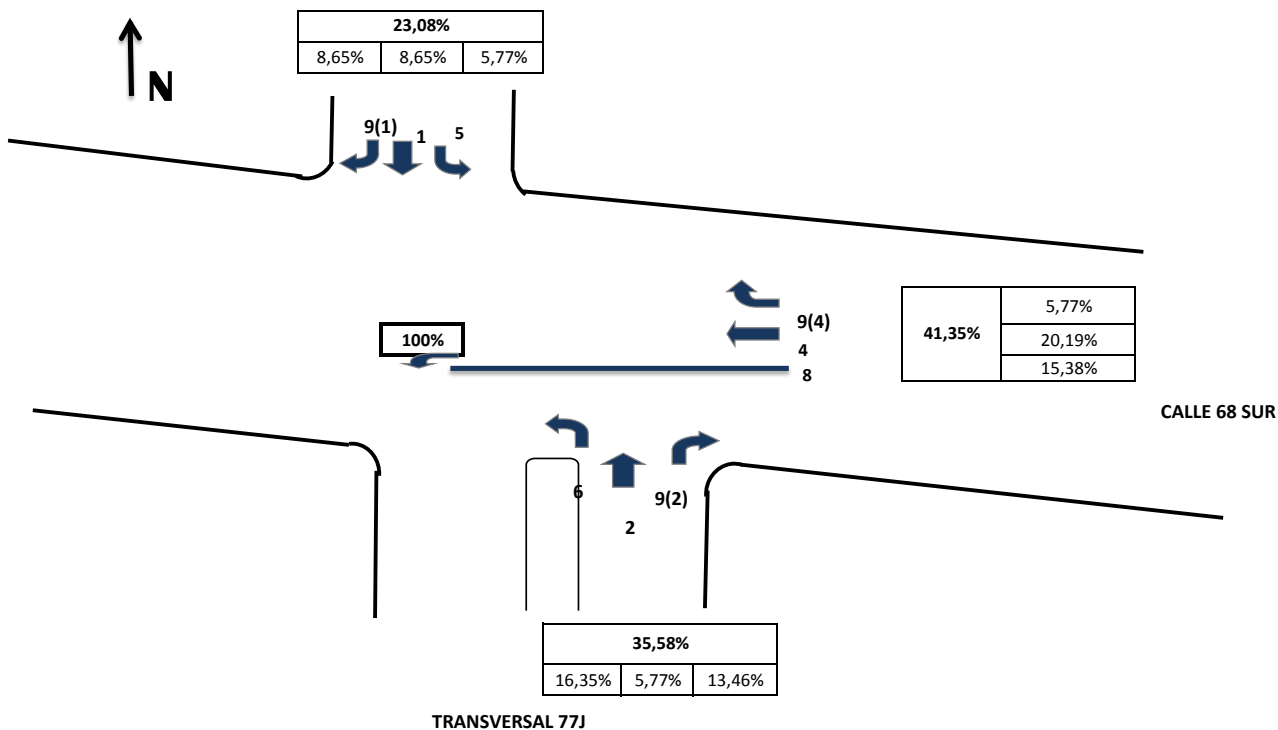 23,08%
8,65% 8,65% 5,77%
N
9(1) 1 5
5,77%
9(4)
41,35% 20,19%
100%
4
15,38%
8
CALLE 68 SUR
6 9(2)
2
35,58%
16,35% 5,77% 13,46%
TRANSVERSAL 77J